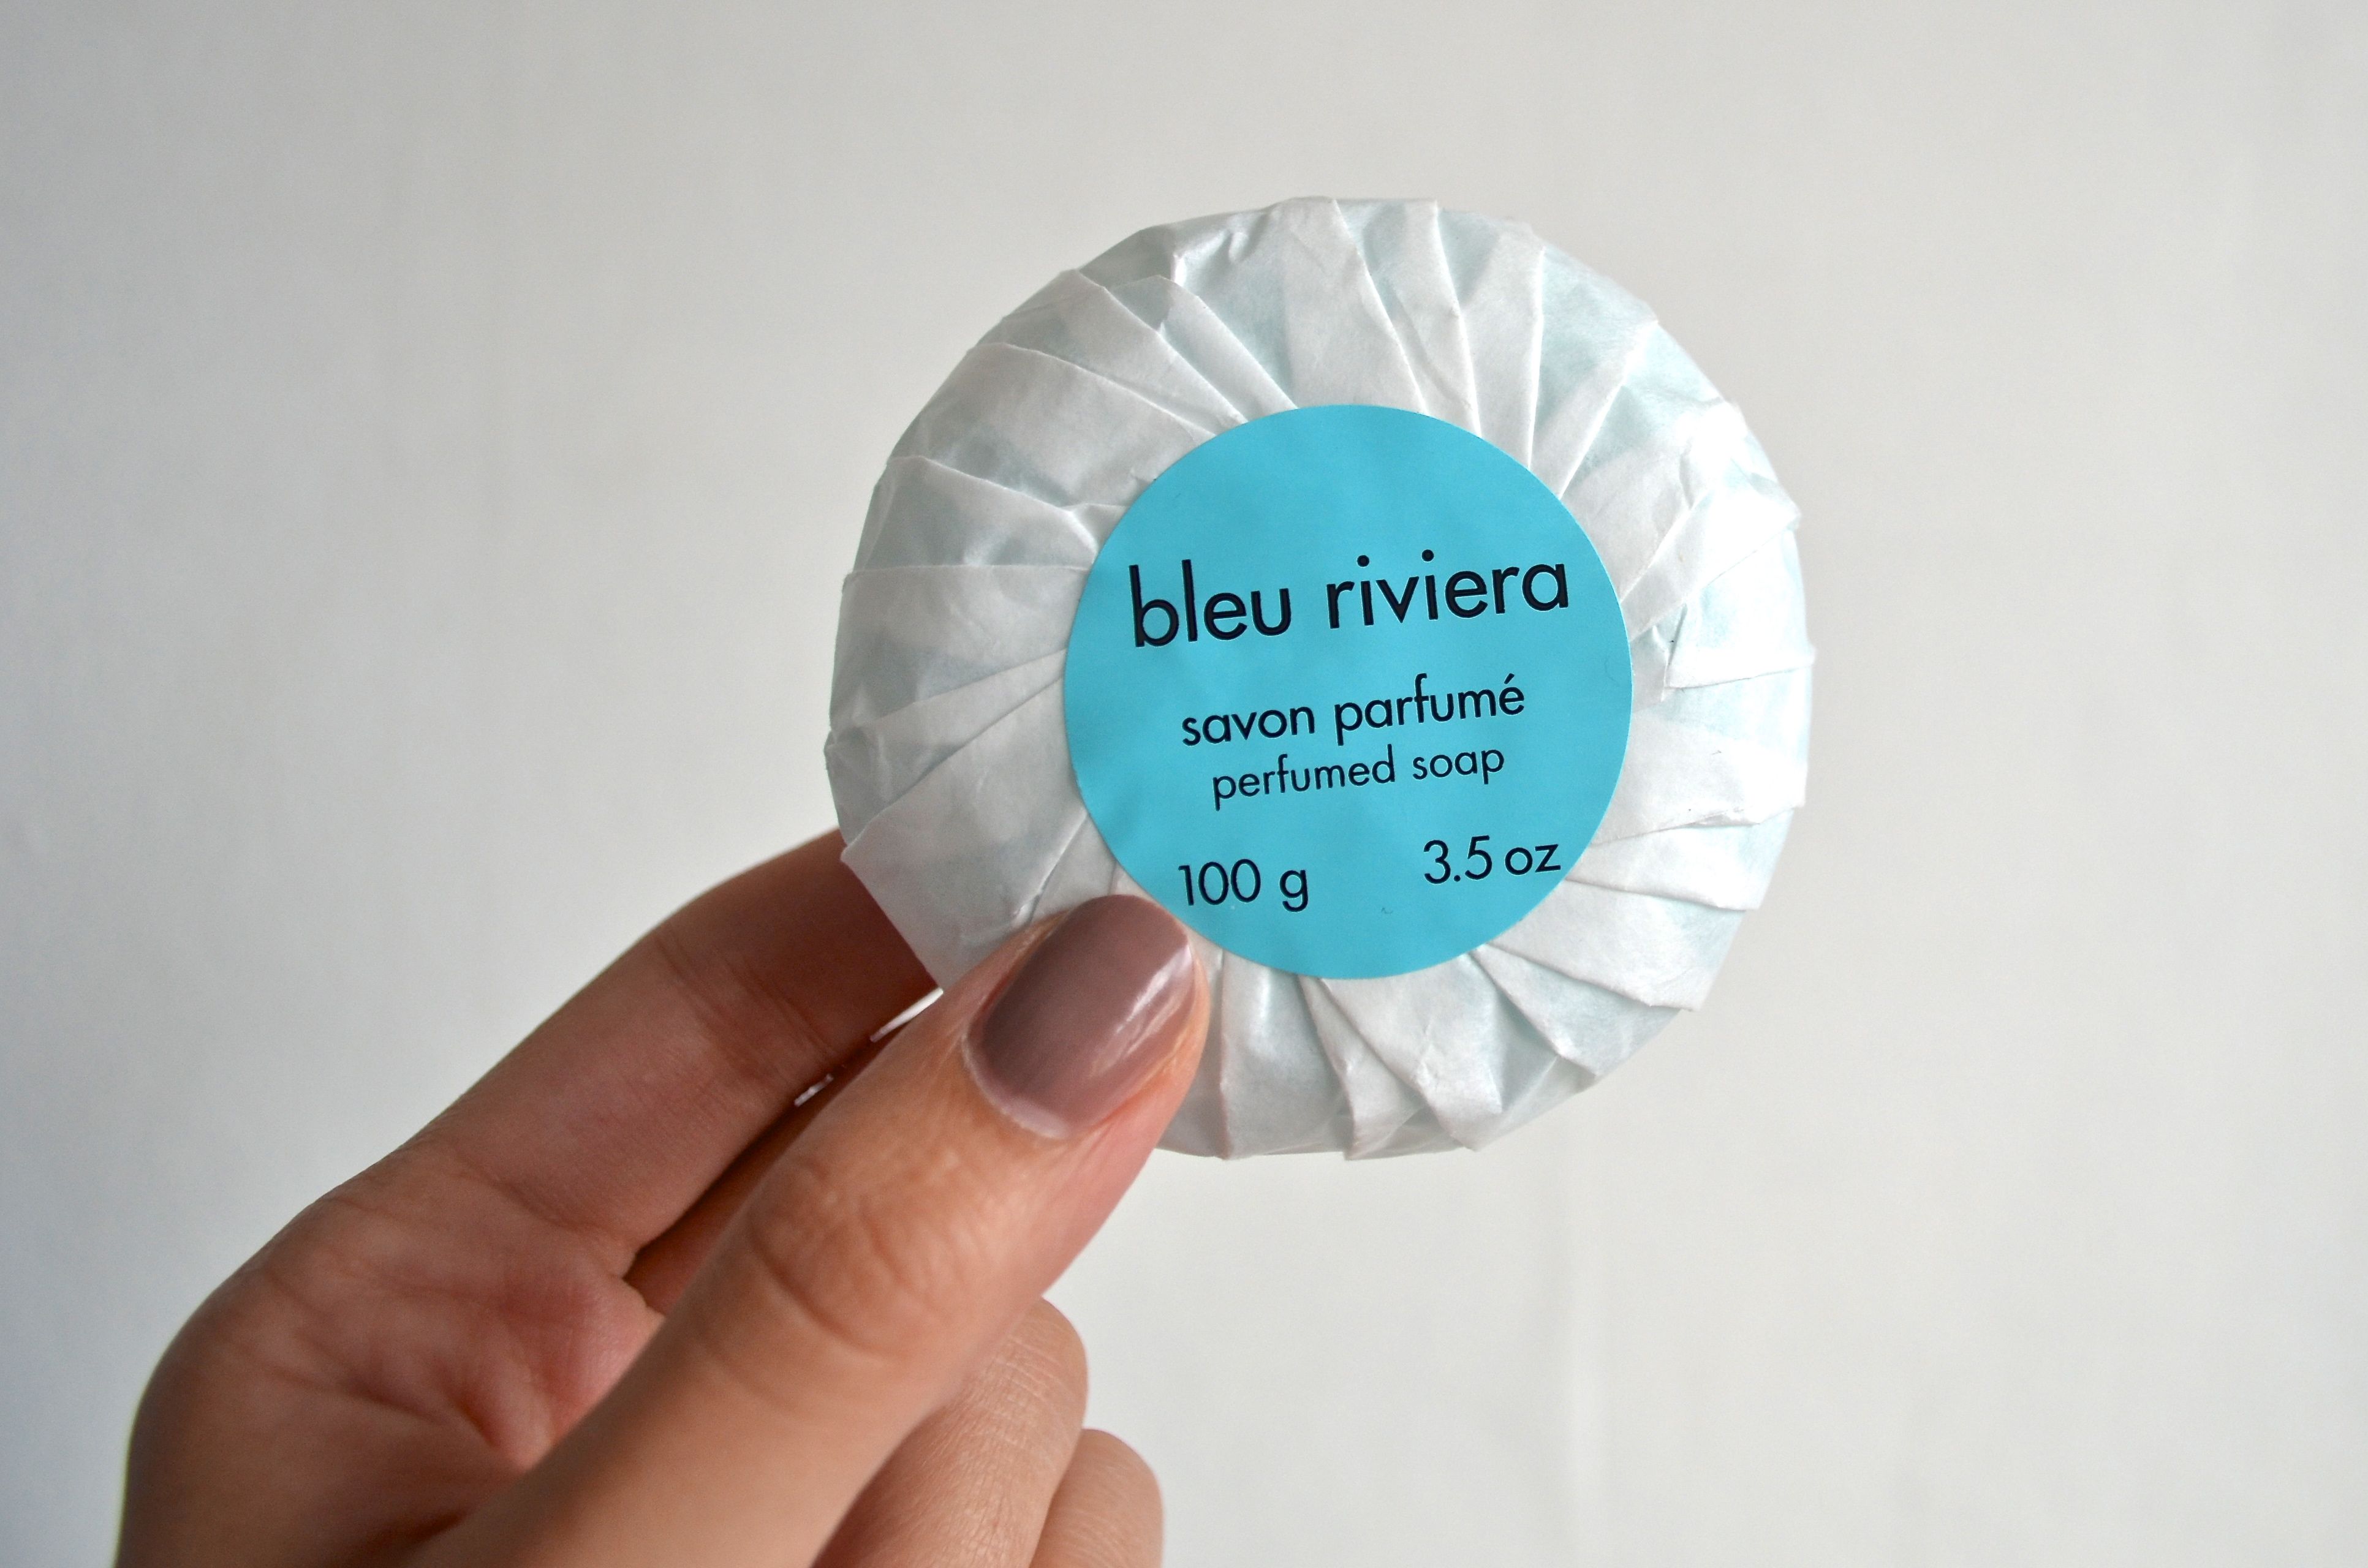 bleu riviera
savon parfumé
perfumed soap
100 g 3.5 oz